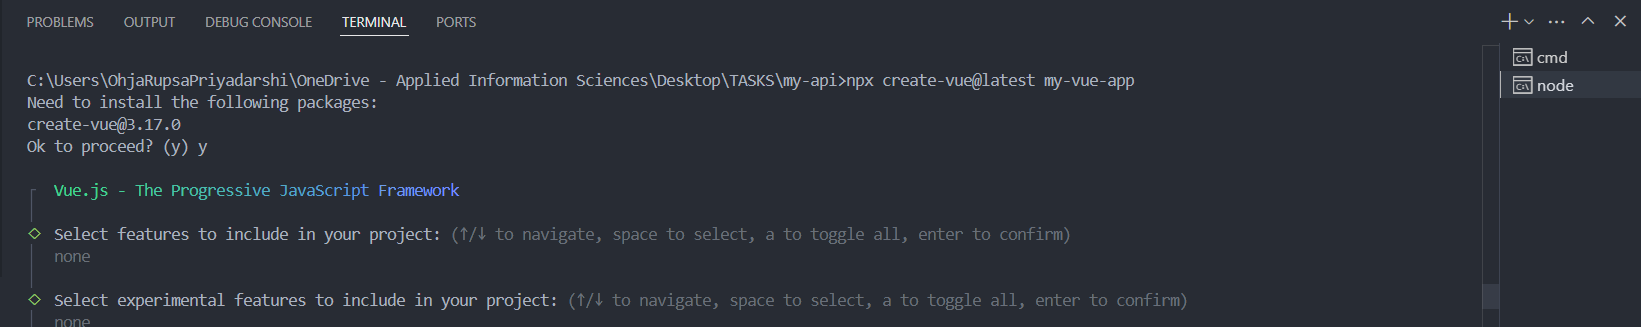 PROBLEMS OUTPUT DEBUG CONSOLE TERMINAL PORTS
cmd
node
C:\Users\OhjaRupsaPriyadarshi\OneDrive - Applied Information Sciences\Desktop\TASKS\my-api>npx create-vue@latest my-vue-app
Need to install the following packages:
create-vue@3.17.0
Ok to proceed? (y) y
Vue.js - The Progressive JavaScript Framework
Select features to include in your project: (↑/↓ to navigate, space to select, a to toggle all, enter to confirm)
none
Select experimental features to include in your project: (↑/↓ to navigate, space to select, a to toggle all, enter to confirm)
none